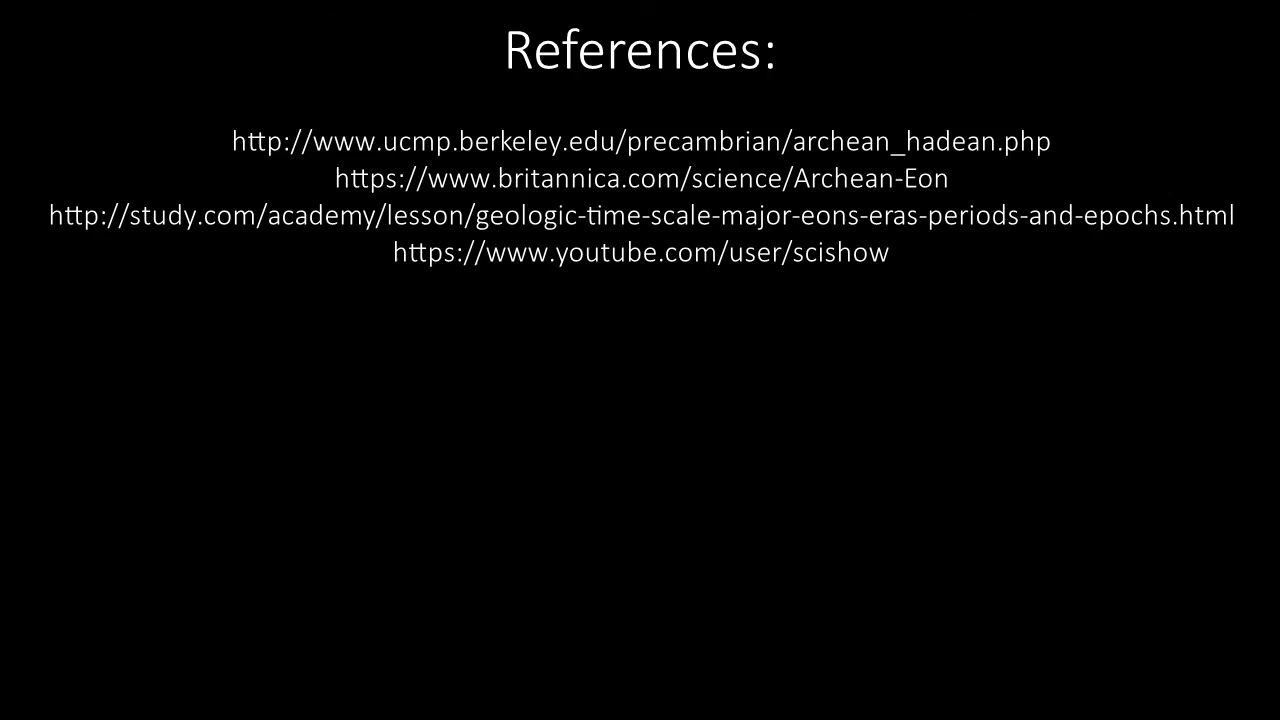 References:
http://www.ucmp.berkeley.edu/precambrian/archean_hadean.php
https://www.britannica.com/science/Archean-Eon
http://study.com/academy/lesson/geologic-time-scale-major-eons-eras-periods-and-epochs.html
https://www.youtube.com/user/scishow